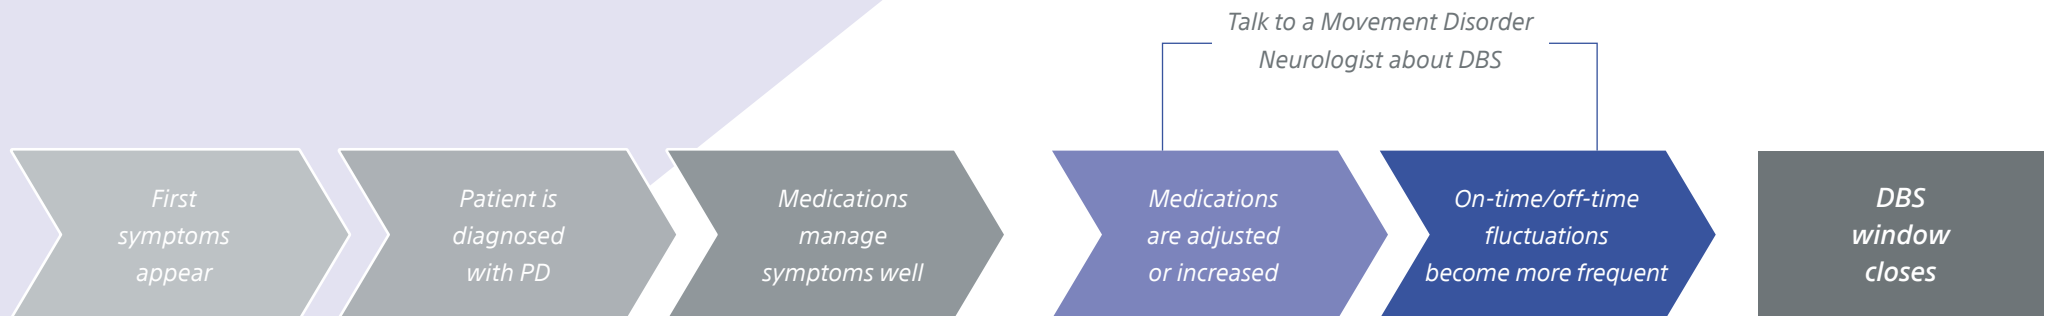 Talk to a Movement Disorder
Neurologist about DBS
First
symptoms
appear
Patient is
diagnosed
with PD
Medications
manage
symptoms well
Medications
are adjusted
or increased
On-time/off-time
fluctuations
become more frequent
DBS
window
closes